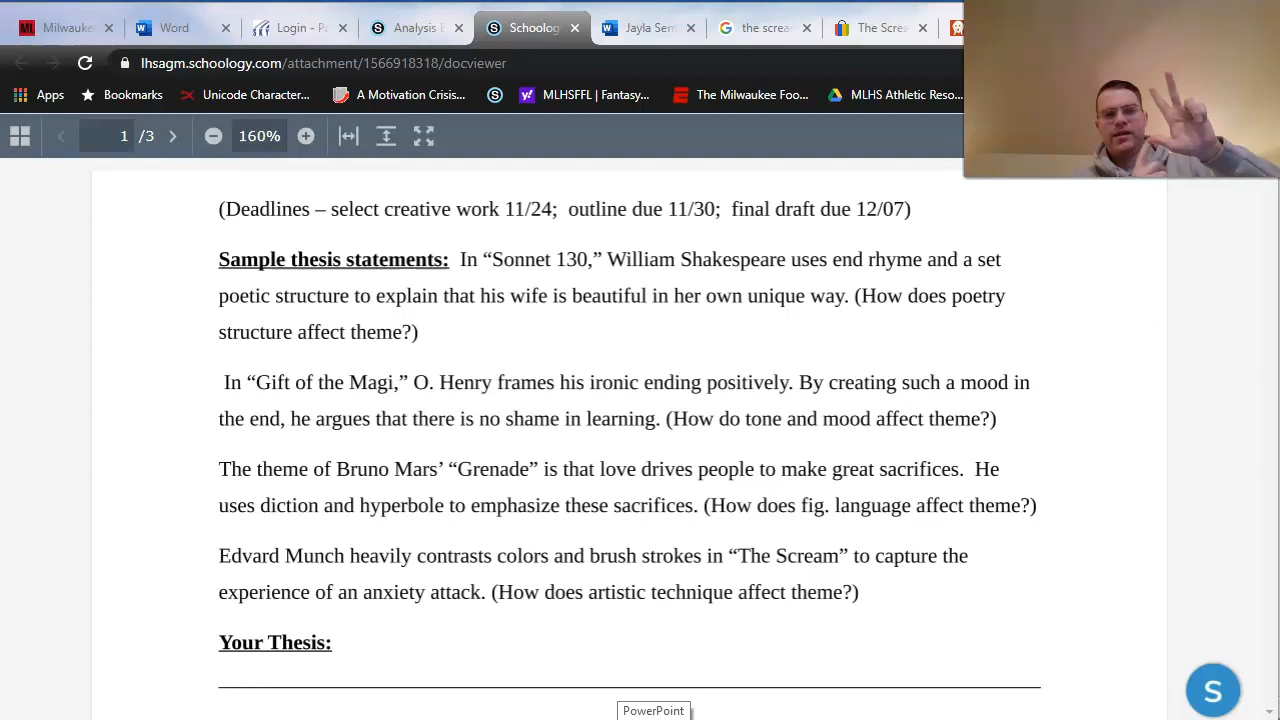 Milwauke
Word
Login - Po
Analysis E
Schoolog
Jayla Sem
the scream
The Screa
lhsagm.schoology.com/attachment/1566918318/docviewer
Apps
Bookmarks
Unicode Character...
A Motivation Crisis...
MLHSFFL | Fantasy...
The Milwaukee Foo...
MLHS Athletic Reso...
1 /3
160%
(Deadlines – select creative work 11/24; outline due 11/30; final draft due 12/07)
Sample thesis statements: In “Sonnet 130,” William Shakespeare uses end rhyme and a set
poetic structure to explain that his wife is beautiful in her own unique way. (How does poetry
structure affect theme?)
In “Gift of the Magi,” O. Henry frames his ironic ending positively. By creating such a mood in
the end, he argues that there is no shame in learning. (How do tone and mood affect theme?)
The theme of Bruno Mars’ “Grenade” is that love drives people to make great sacrifices. He
uses diction and hyperbole to emphasize these sacrifices. (How does fig. language affect theme?)
Edvard Munch heavily contrasts colors and brush strokes in “The Scream” to capture the
experience of an anxiety attack. (How does artistic technique affect theme?)
Your Thesis:
S
PowerPoint